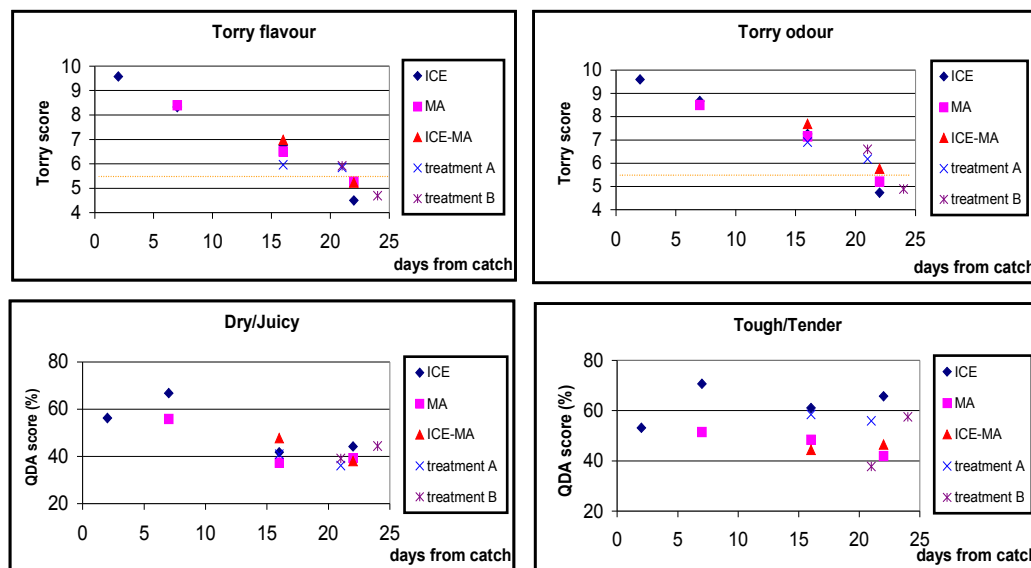 Torry flavour
10
9
8
7
6
5
4
Torry score
0 5 10 15 20 25
days from catch
ICE
MA
ICE-MA
treatment A
treatment B
Torry odour
10
9
8
7
6
5
4
Torry score
0 5 10 15 20 25
days from catch
ICE
MA
ICE-MA
treatment A
treatment B
Dry/Juicy
80
60
40
20
QDA score (%)
0 5 10 15 20 25
days from catch
ICE
MA
ICE-MA
treatment A
treatment B
Tough/Tender
80
60
40
20
QDA score (%)
0 5 10 15 20 25
days from catch
ICE
MA
ICE-MA
treatment A
treatment B